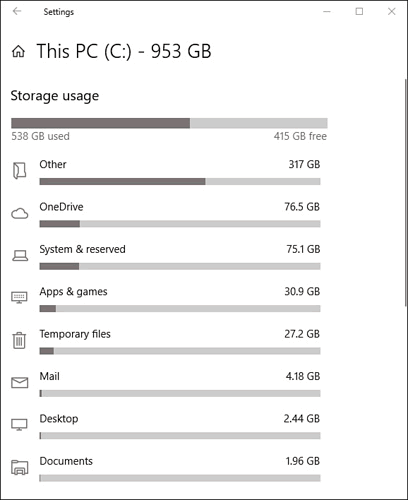 Settings
This PC (C:) - 953 GB
Storage usage
538 GB used 415 GB free
Other 317 GB
OneDrive 76.5 GB
System & reserved 75.1 GB
Apps & games 30.9 GB
Temporary files 27.2 GB
Mail 4.18 GB
Desktop 2.44 GB
Documents 1.96 GB